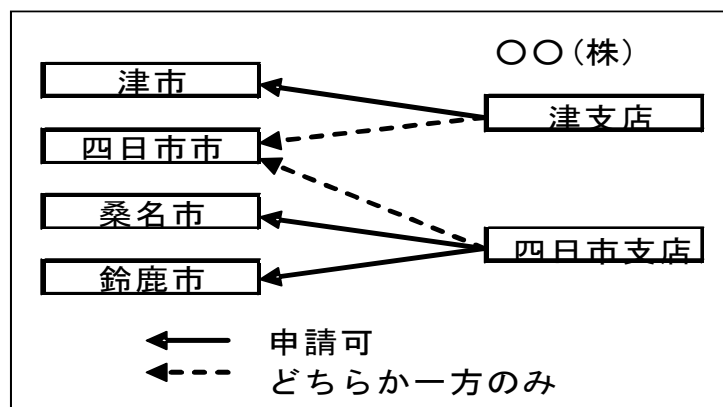 〇〇(株)
津市
津支店
四日市市
桑名市
四日市支店
鈴鹿市
申請可
どちらか一方のみ